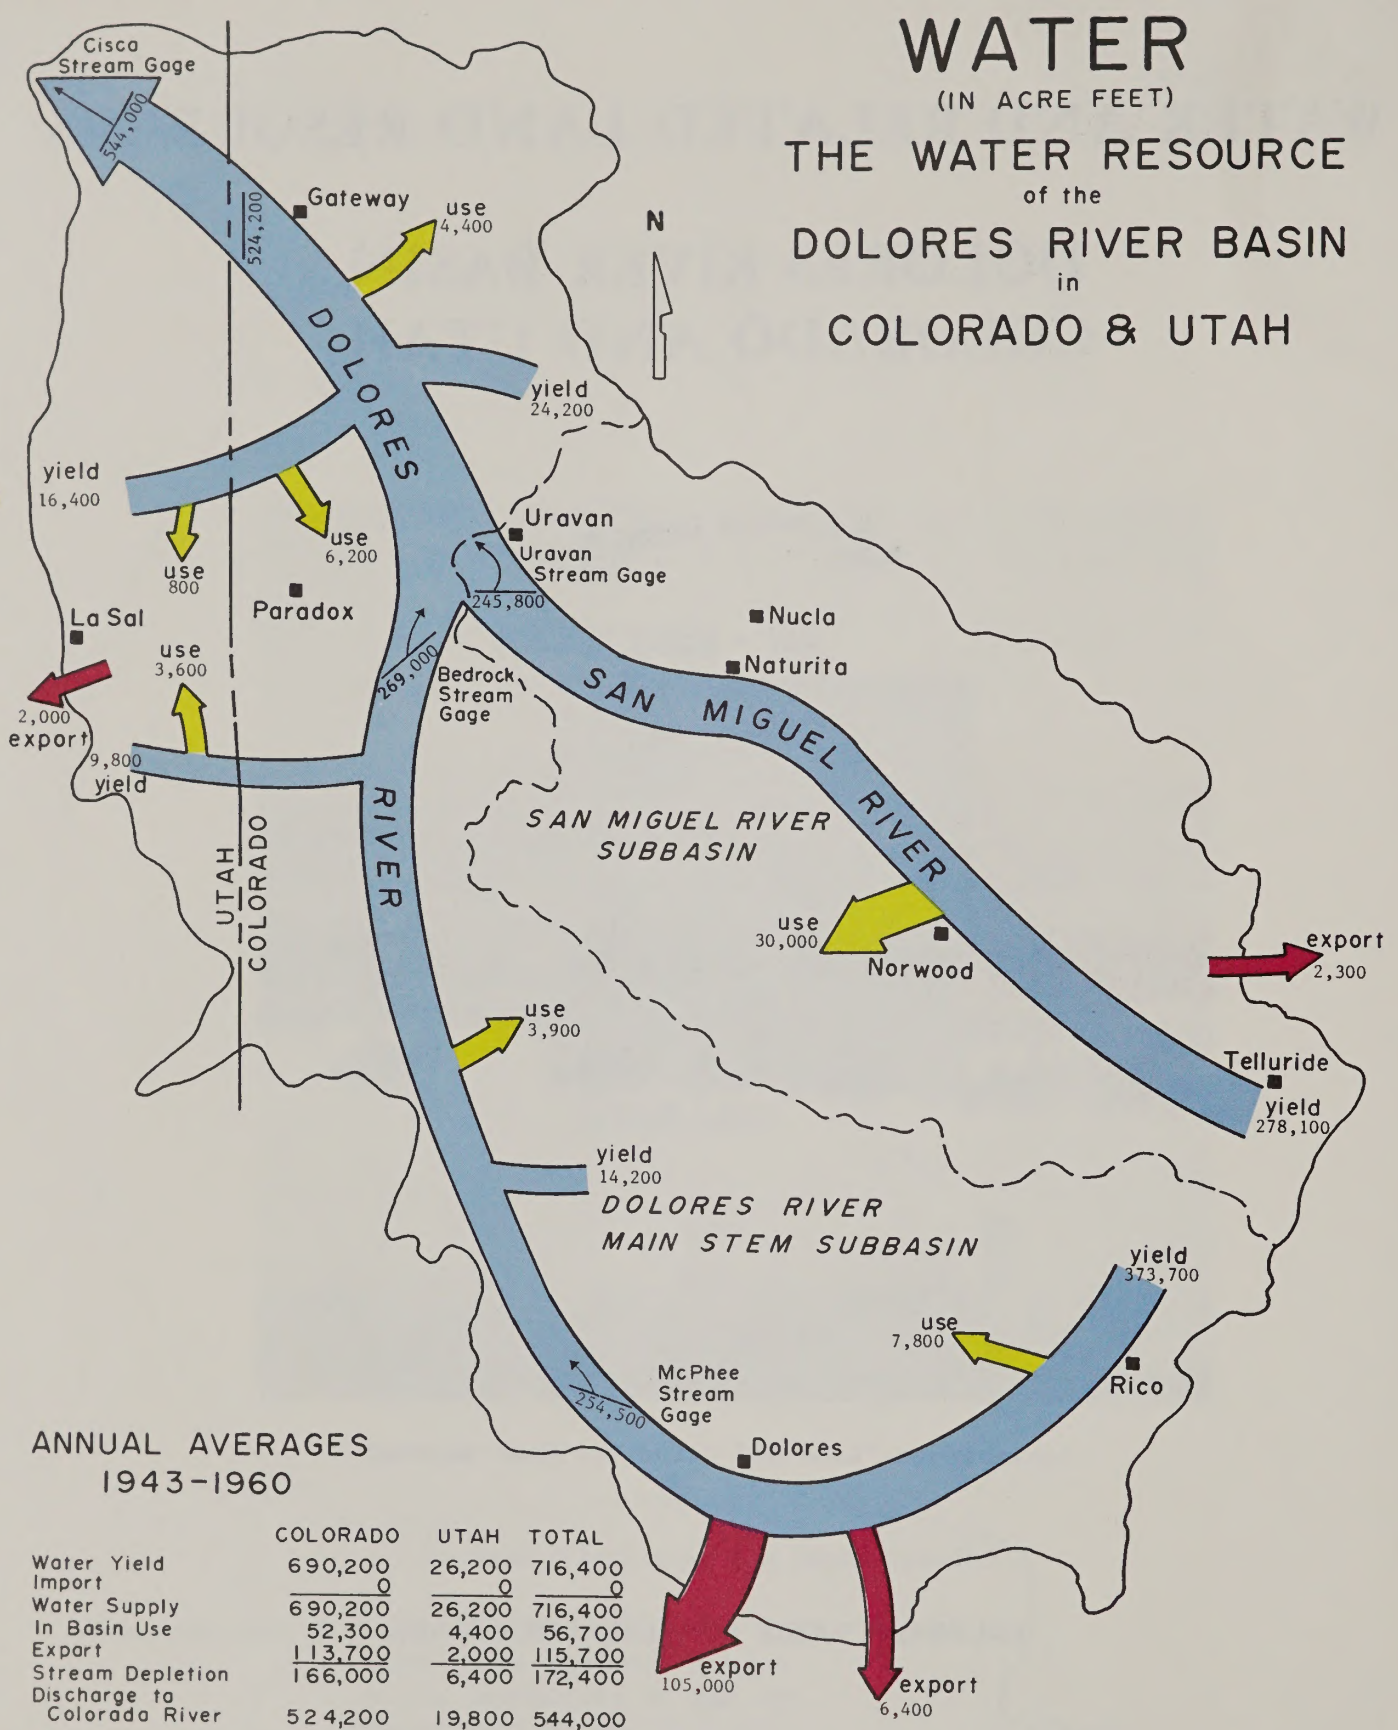 WATER
(IN ACRE FEET)
THE WATER RESOURCE
of the
DOLORES RIVER BASIN
in
COLORADO & UTAH
N
Cisca
Stream Gage
544,000
524,200
Gateway
use
4,400
DOLORES
yield
24,200
yield
16,400
use
800
use
6,200
Uravan
Uravan
Stream Gage
245,800
Paradox
La Sal
2,000
export
use
3,600
9,800
yield
269,000
Bedrock
Stream
Gage
Nucla
Naturita
SAN MIGUEL RIVER
RIVER
UTAH
COLORADO
SAN MIGUEL RIVER
SUBBASIN
use
30,000
Norwood
export
2,300
use
3,900
Telluride
yield
278,100
yield
14,200
DOLORES RIVER
MAIN STEM SUBBASIN
yield
373,700
use
7,800
Rico
McPhee
Stream
Gage
254,500
Dolores
export
105,000
export
6,400
ANNUAL AVERAGES
1943-1960
COLORADO UTAH TOTAL
Water Yield 690,200 26,200 716,400
Import 0 0 0
Water Supply 690,200 26,200 716,400
In Basin Use 52,300 4,400 56,700
Export 113,700 2,000 115,700
Stream Depletion 166,000 6,400 172,400
Discharge to
Colorado River 524,200 19,800 544,000